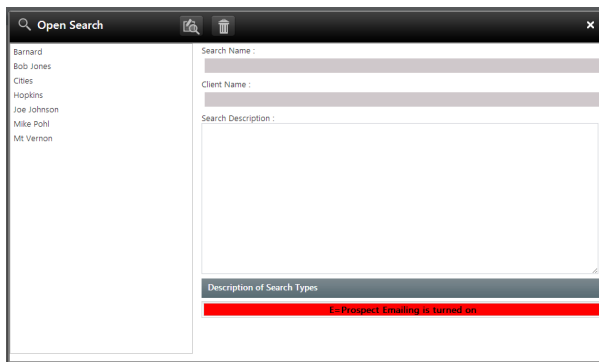 Open Search
Barnard
Bob Jones
Cities
Hopkins
Joe Johnson
Mike Pohl
Mt Vernon
Search Name :
Client Name :
Search Description :
Description of Search Types
E= Prospect Emailing is turned on